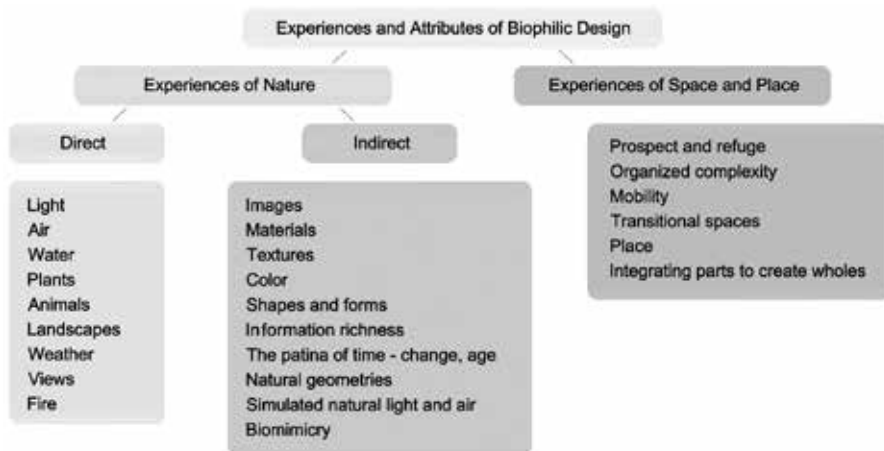 Experiences and Attributes of Biophilic Design
Experiences of Nature
Experiences of Space and Place
Direct
Indirect
Light
Air
Water
Plants
Animals
Landscapes
Weather
Views
Fire
Images
Materials
Textures
Color
Shapes and forms
Information richness
The patina of time - change, age
Natural geometries
Simulated natural light and air
Biomimicry
Prospect and refuge
Organized complexity
Mobility
Transitional spaces
Place
Integrating parts to create wholes